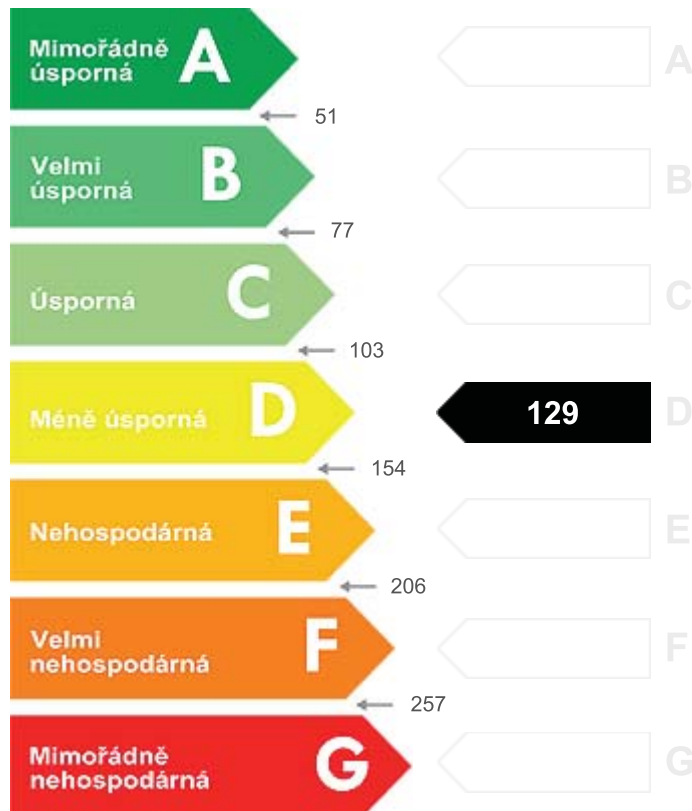 Mimořádně
úsporná
A
A
51
Velmi
úsporná
B
B
77
Úsporná
C
C
103
Méně úsporná
D
129
D
154
Nehospodárná
E
E
206
Velmi
nehospodárná
F
F
257
Mimořádně
nehospodárná
G
G